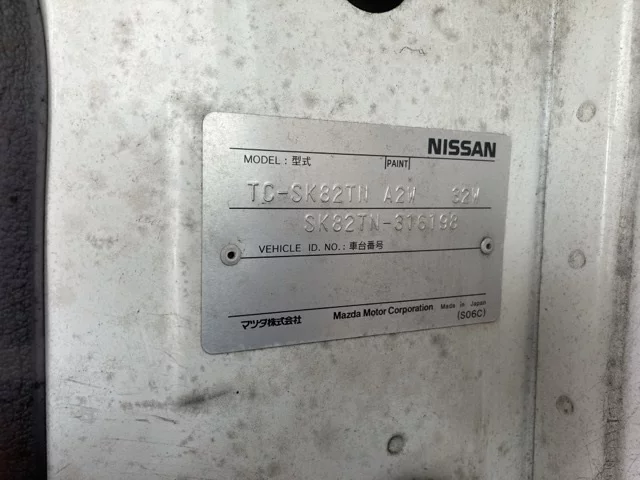 NISSAN
MODEL : 型式 PAINT
TC-SK82TN A2W 32W
SK82TN-316198
VEHICLE ID. NO. : 車台番号
マツダ株式会社 Mazda Motor Corporation Made in Japan
(S06C)